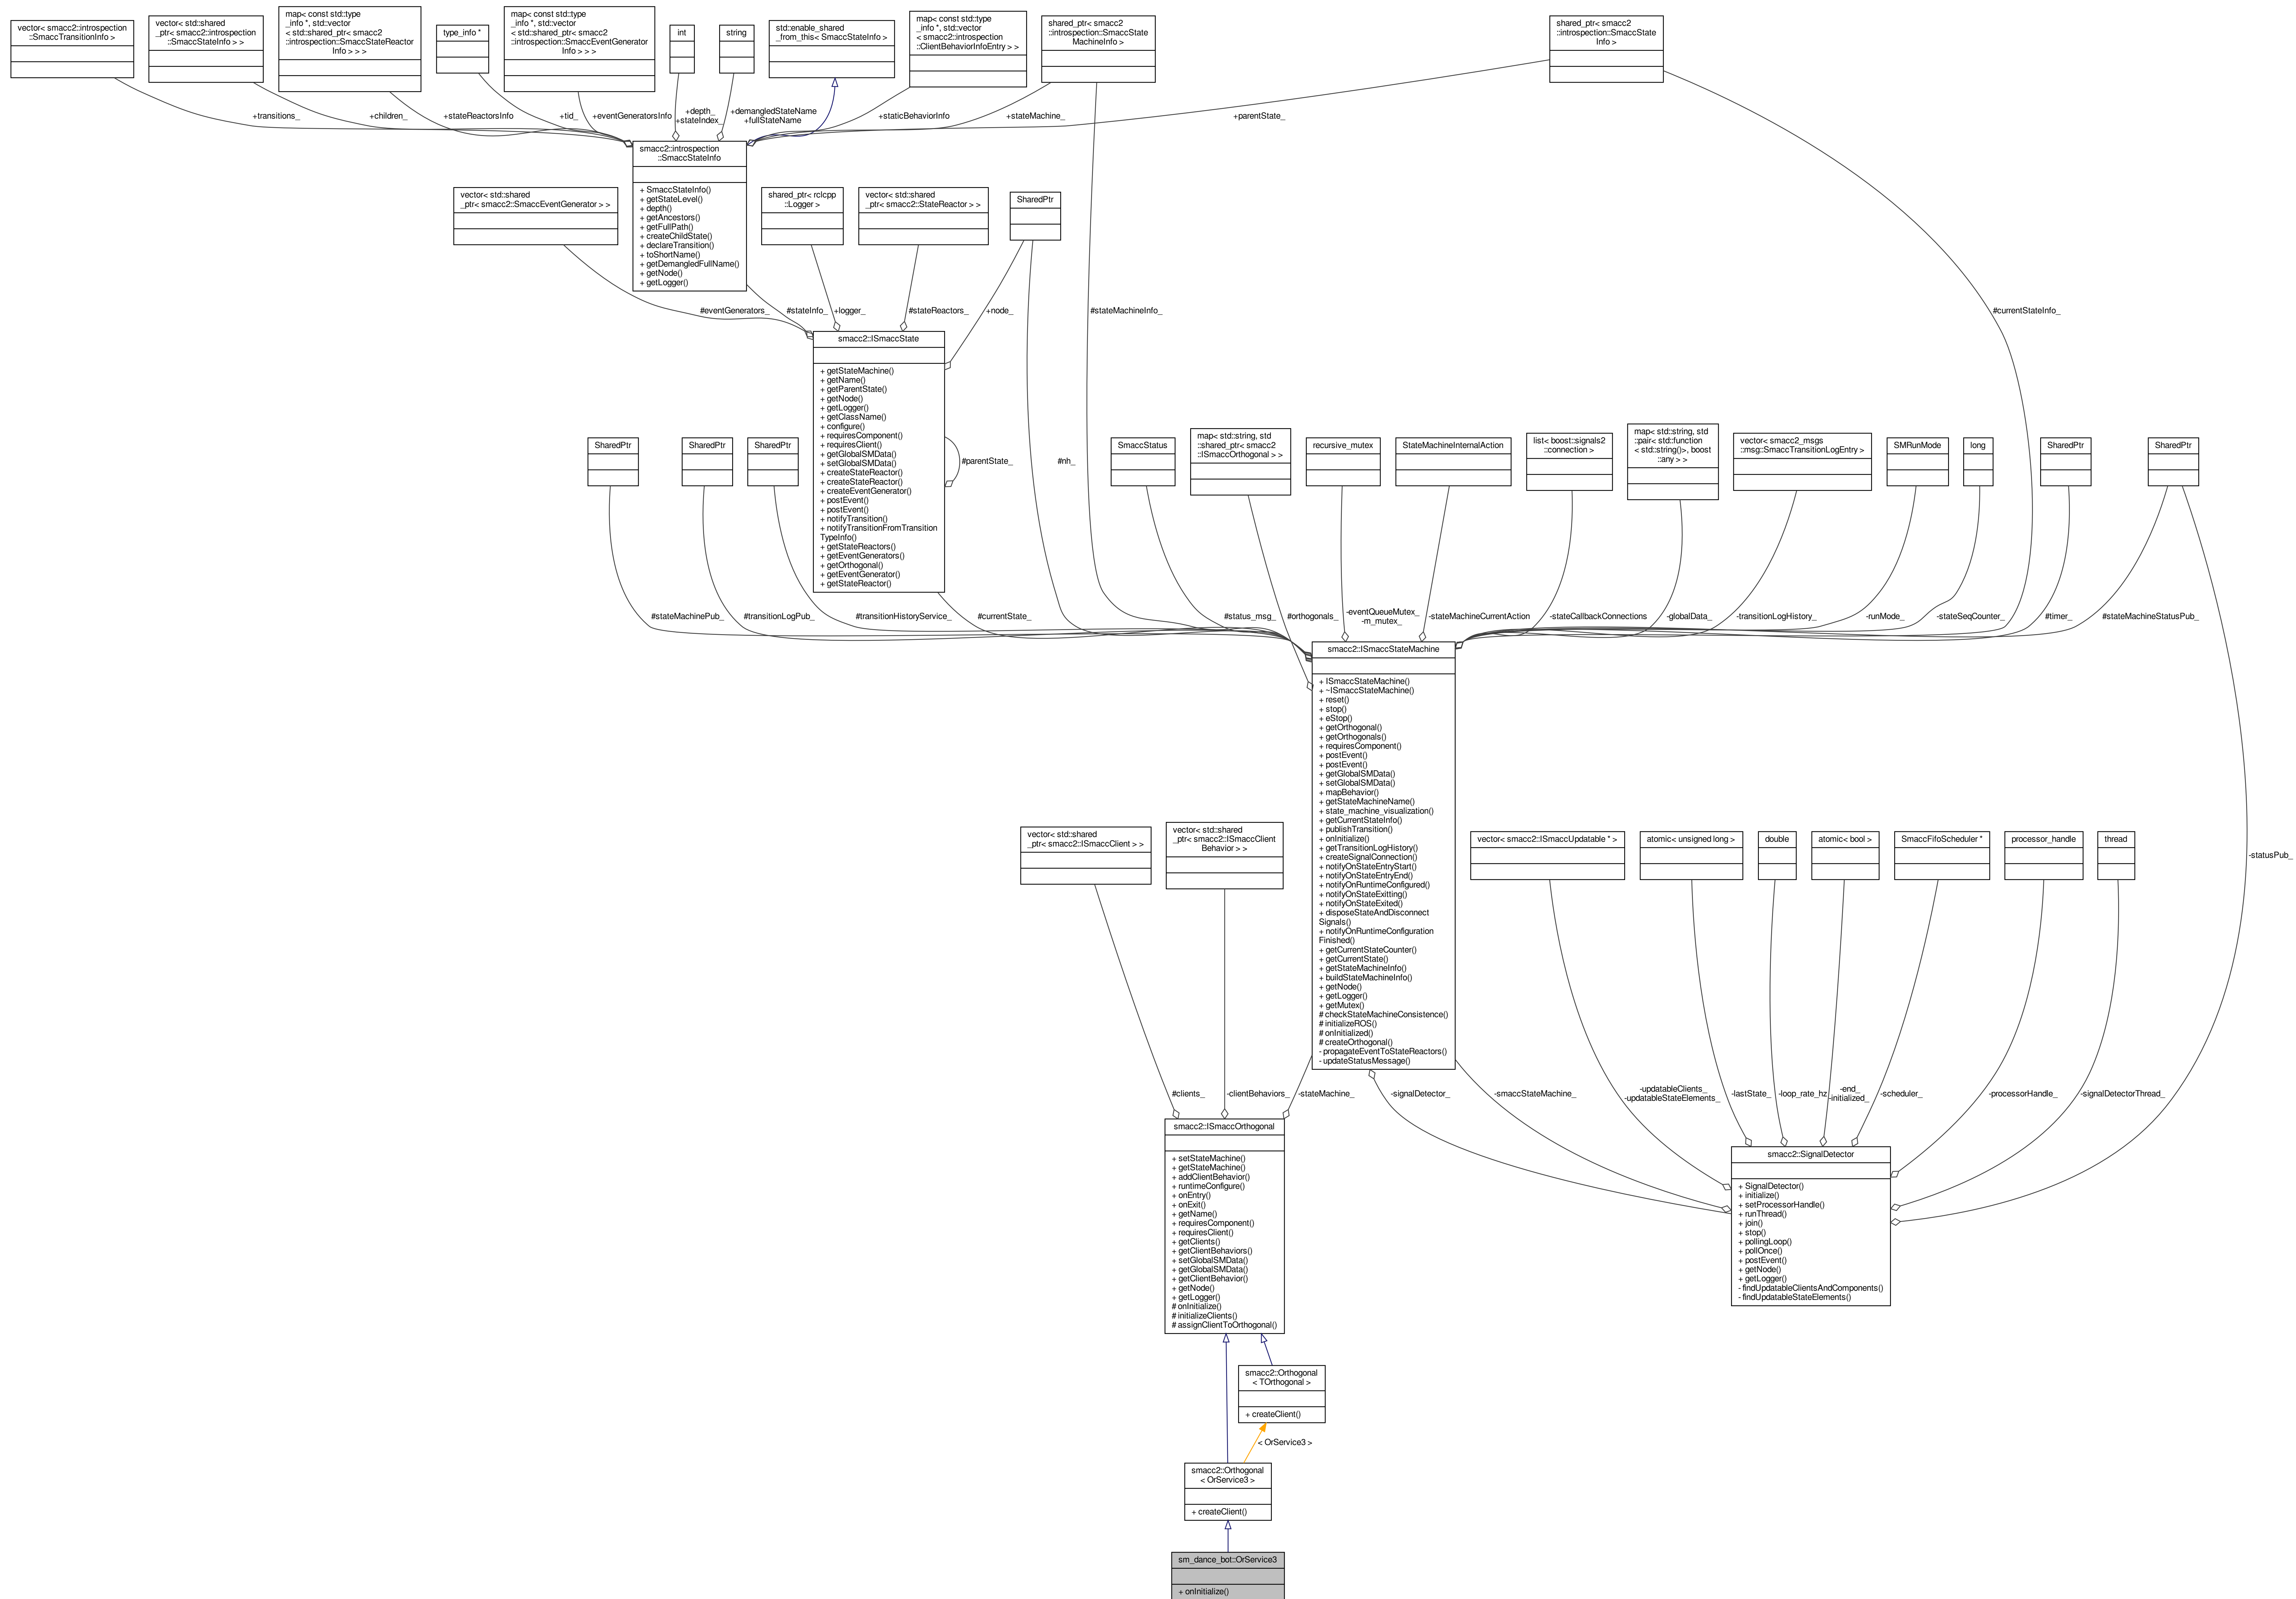 vector< smacc2::introspection
::SmaccTransitionInfo >
vector< std::shared
_ptr< smacc2::introspection
::SmaccStateInfo > >
map< const std::type
_info *, std::vector
< std::shared_ptr< smacc2
::introspection::SmaccStateReactor
Info > > >
type_info *
map< const std::type
_info *, std::vector
< std::shared_ptr< smacc2
::introspection::SmaccEventGenerator
Info > > >
int
string
std::enable_shared
_from_this< SmaccStateInfo >
map< const std::type
_info *, std::vector
< smacc2::introspection
::ClientBehaviorInfoEntry > >
shared_ptr< smacc2
::introspection::SmaccState
MachineInfo >
shared_ptr< smacc2
::introspection::SmaccState
Info >
+transitions_
+children_
+stateReactorsInfo
+tid_
+eventGeneratorsInfo
+depth_
+stateIndex_
+demangledStateName
+fullStateName
+staticBehaviorInfo
+stateMachine_
+parentState_
smacc2::introspection
::SmaccStateInfo
+ SmaccStateInfo()
+ getStateLevel()
+ depth()
+ getAncestors()
+ getFullPath()
+ createChildState()
+ declareTransition()
+ toShortName()
+ getDemangledFullName()
+ getNode()
+ getLogger()
vector< std::shared
_ptr< smacc2::SmaccEventGenerator > >
shared_ptr< rclcpp
::Logger >
vector< std::shared
_ptr< smacc2::StateReactor > >
SharedPtr
#eventGenerators_
#stateInfo_
+logger_
#stateReactors_
+node_
#stateMachineInfo_
#currentStateInfo_
smacc2::ISmaccState
+ getStateMachine()
+ getName()
+ getParentState()
+ getNode()
+ getLogger()
+ getClassName()
+ configure()
+ requiresComponent()
+ requiresClient()
+ getGlobalSMData()
+ setGlobalSMData()
+ createStateReactor()
+ createStateReactor()
+ createEventGenerator()
+ postEvent()
+ postEvent()
+ notifyTransition()
+ notifyTransitionFromTransition
TypeInfo()
+ getStateReactors()
+ getEventGenerators()
+ getOrthogonal()
+ getEventGenerator()
+ getStateReactor()
#parentState_
#nh_
SharedPtr
SharedPtr
SharedPtr
SmaccStatus
map< std::string, std
::shared_ptr< smacc2
::ISmaccOrthogonal > >
recursive_mutex
StateMachineInternalAction
list< boost::signals2
::connection >
map< std::string, std
::pair< std::function
< std::string()>, boost
::any > >
vector< smacc2_msgs
::msg::SmaccTransitionLogEntry >
SMRunMode
long
SharedPtr
SharedPtr
#stateMachinePub_
#transitionLogPub_
#transitionHistoryService_
#currentState_
#status_msg_
#orthogonals_
-eventQueueMutex_
-m_mutex_
-stateMachineCurrentAction
-stateCallbackConnections
-globalData_
-transitionLogHistory_
-runMode_
-stateSeqCounter_
#timer_
#stateMachineStatusPub_
smacc2::ISmaccStateMachine
+ ISmaccStateMachine()
+ ~ISmaccStateMachine()
+ reset()
+ stop()
+ eStop()
+ getOrthogonal()
+ getOrthogonals()
+ requiresComponent()
+ postEvent()
+ postEvent()
+ getGlobalSMData()
+ setGlobalSMData()
+ mapBehavior()
+ getStateMachineName()
+ state_machine_visualization()
+ getCurrentStateInfo()
+ publishTransition()
+ onInitialize()
+ getTransitionLogHistory()
+ createSignalConnection()
+ notifyOnStateEntryStart()
+ notifyOnStateEntryEnd()
+ notifyOnRuntimeConfigured()
+ notifyOnStateExitting()
+ notifyOnStateExited()
+ disposeStateAndDisconnect
Signals()
+ notifyOnRuntimeConfiguration
Finished()
+ getCurrentStateCounter()
+ getCurrentState()
+ getStateMachineInfo()
+ buildStateMachineInfo()
+ getNode()
+ getLogger()
+ getMutex()
# checkStateMachineConsistence()
# initializeROS()
# onInitialized()
# createOrthogonal()
- propagateEventToStateReactors()
- updateStatusMessage()
vector< std::shared
_ptr< smacc2::ISmaccClient > >
vector< std::shared
_ptr< smacc2::ISmaccClient
Behavior > >
vector< smacc2::ISmaccUpdatable * >
atomic< unsigned long >
double
atomic< bool >
SmaccFifoScheduler *
processor_handle
thread
-statusPub_
#clients_
-clientBehaviors_
-stateMachine_
-signalDetector_
-smaccStateMachine_
-updatableClients_
-updatableStateElements_
-lastState_
-loop_rate_hz
-end_
-initialized_
-scheduler_
-processorHandle_
-signalDetectorThread_
smacc2::ISmaccOrthogonal
+ setStateMachine()
+ getStateMachine()
+ addClientBehavior()
+ runtimeConfigure()
+ onEntry()
+ onExit()
+ getName()
+ requiresComponent()
+ requiresClient()
+ getClients()
+ getClientBehaviors()
+ setGlobalSMData()
+ getGlobalSMData()
+ getClientBehavior()
+ getNode()
+ getLogger()
# onInitialize()
# initializeClients()
# assignClientToOrthogonal()
smacc2::SignalDetector
+ SignalDetector()
+ initialize()
+ setProcessorHandle()
+ runThread()
+ join()
+ stop()
+ pollingLoop()
+ pollOnce()
+ postEvent()
+ getNode()
+ getLogger()
- findUpdatableClientsAndComponents()
- findUpdatableStateElements()
smacc2::Orthogonal
< TOrthogonal >
+ createClient()
< OrService3 >
smacc2::Orthogonal
< OrService3 >
+ createClient()
sm_dance_bot::OrService3
+ onInitialize()